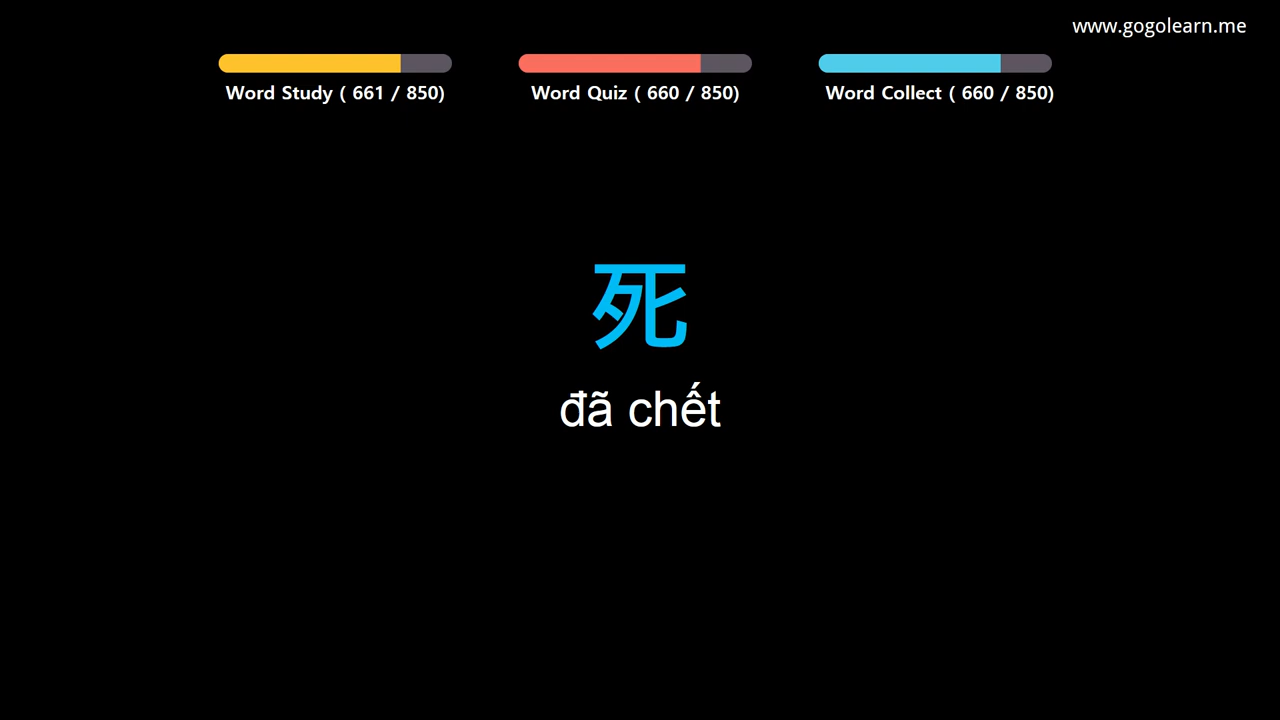 www.gogolearn.me
Word Study ( 661 / 850)
Word Quiz ( 660 / 850)
Word Collect ( 660 / 850)
死
đã chết